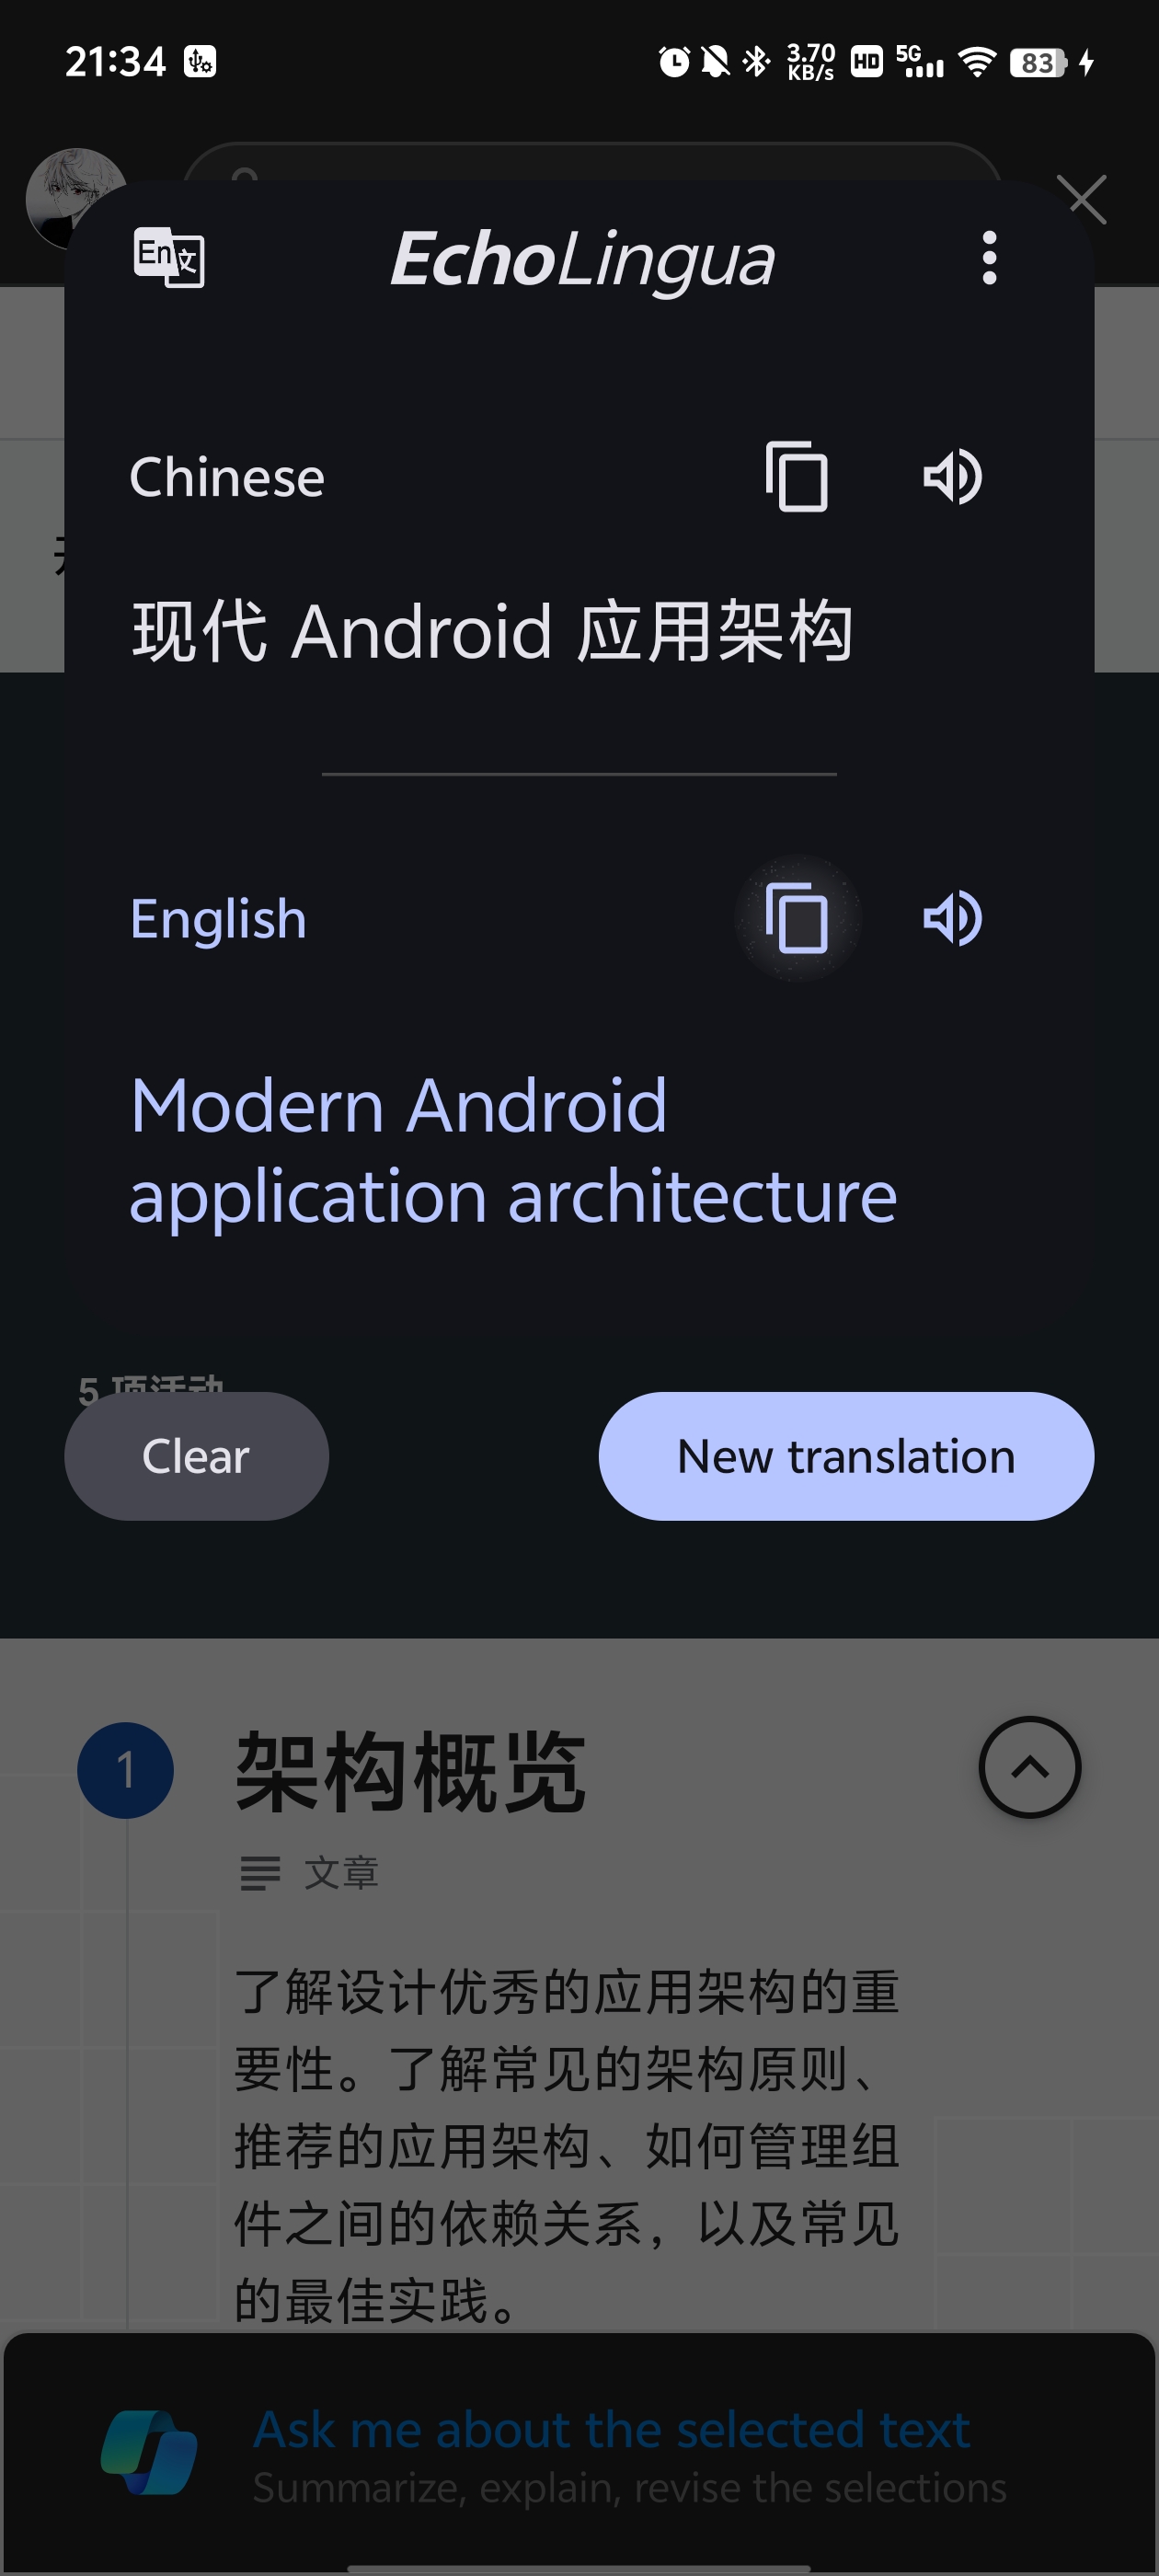 21:34
3.70
KB/s
HD
5G
83
En 文
EchoLingua
Chinese
现代 Android 应用架构
English
Modern Android
application architecture
5 项活动
Clear
New translation
1
架构概览
文章
了解设计优秀的应用架构的重
要性。了解常见的架构原则、
推荐的应用架构、如何管理组
件之间的依赖关系，以及常见
的最佳实践。
Ask me about the selected text
Summarize, explain, revise the selections